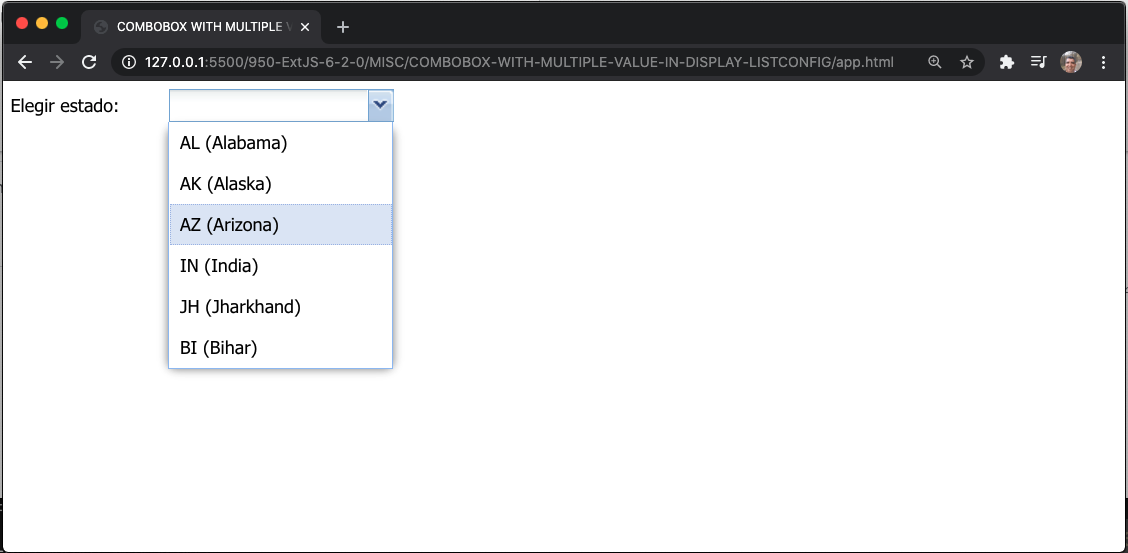 COMBOBOX WITH MULTIPLE
127.0.0.1:5500/950-ExtJS-6-2-0/MISC/COMBOBOX-WITH-MULTIPLE-VALUE-IN-DISPLAY-LISTCONFIG/app.html
Elegir estado:
AL (Alabama)
AK (Alaska)
AZ (Arizona)
IN (India)
JH (Jharkhand)
BI (Bihar)